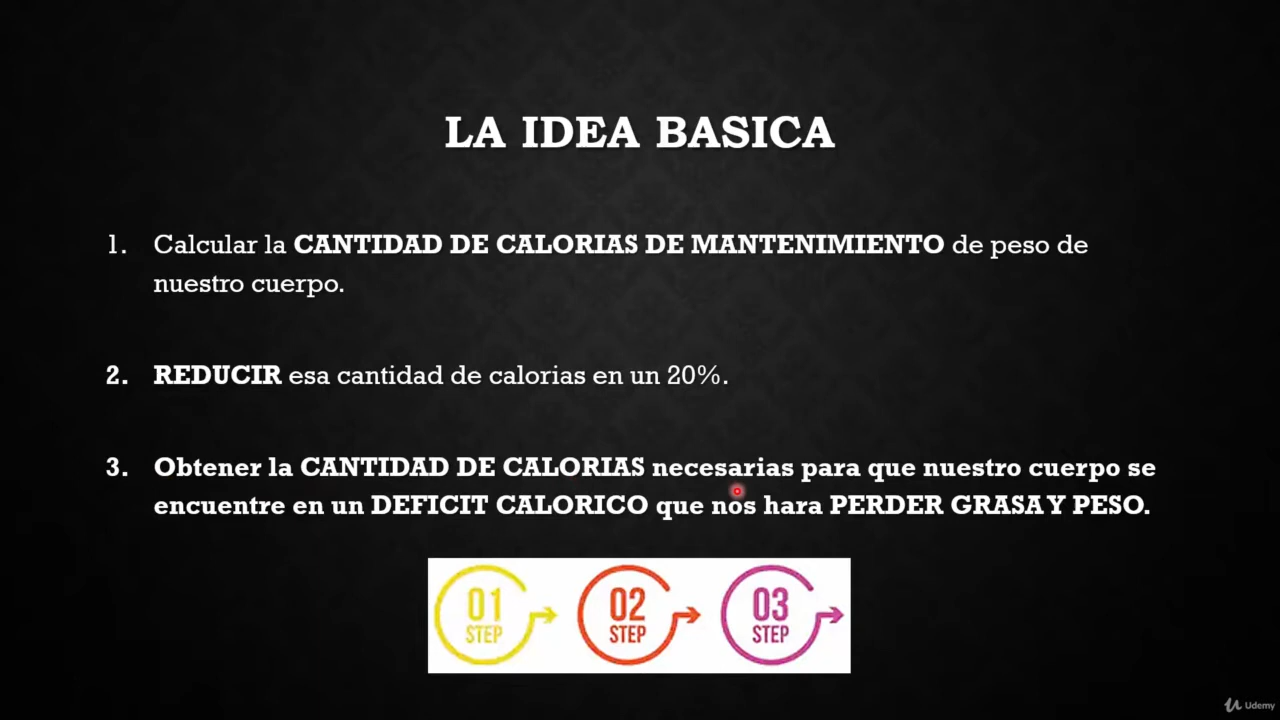 LA IDEA BASICA
1. Calcular la CANTIDAD DE CALORIAS DE MANTENIMIENTO de peso de
nuestro cuerpo.
2. REDUCIR esa cantidad de calorias en un 20%.
3. Obtener la CANTIDAD DE CALORIAS necesarias para que nuestro cuerpo se
encuentre en un DEFICIT CALORICO que nos hara PERDER GRASA Y PESO.
01 02 03
STEP STEP STEP
Udemy